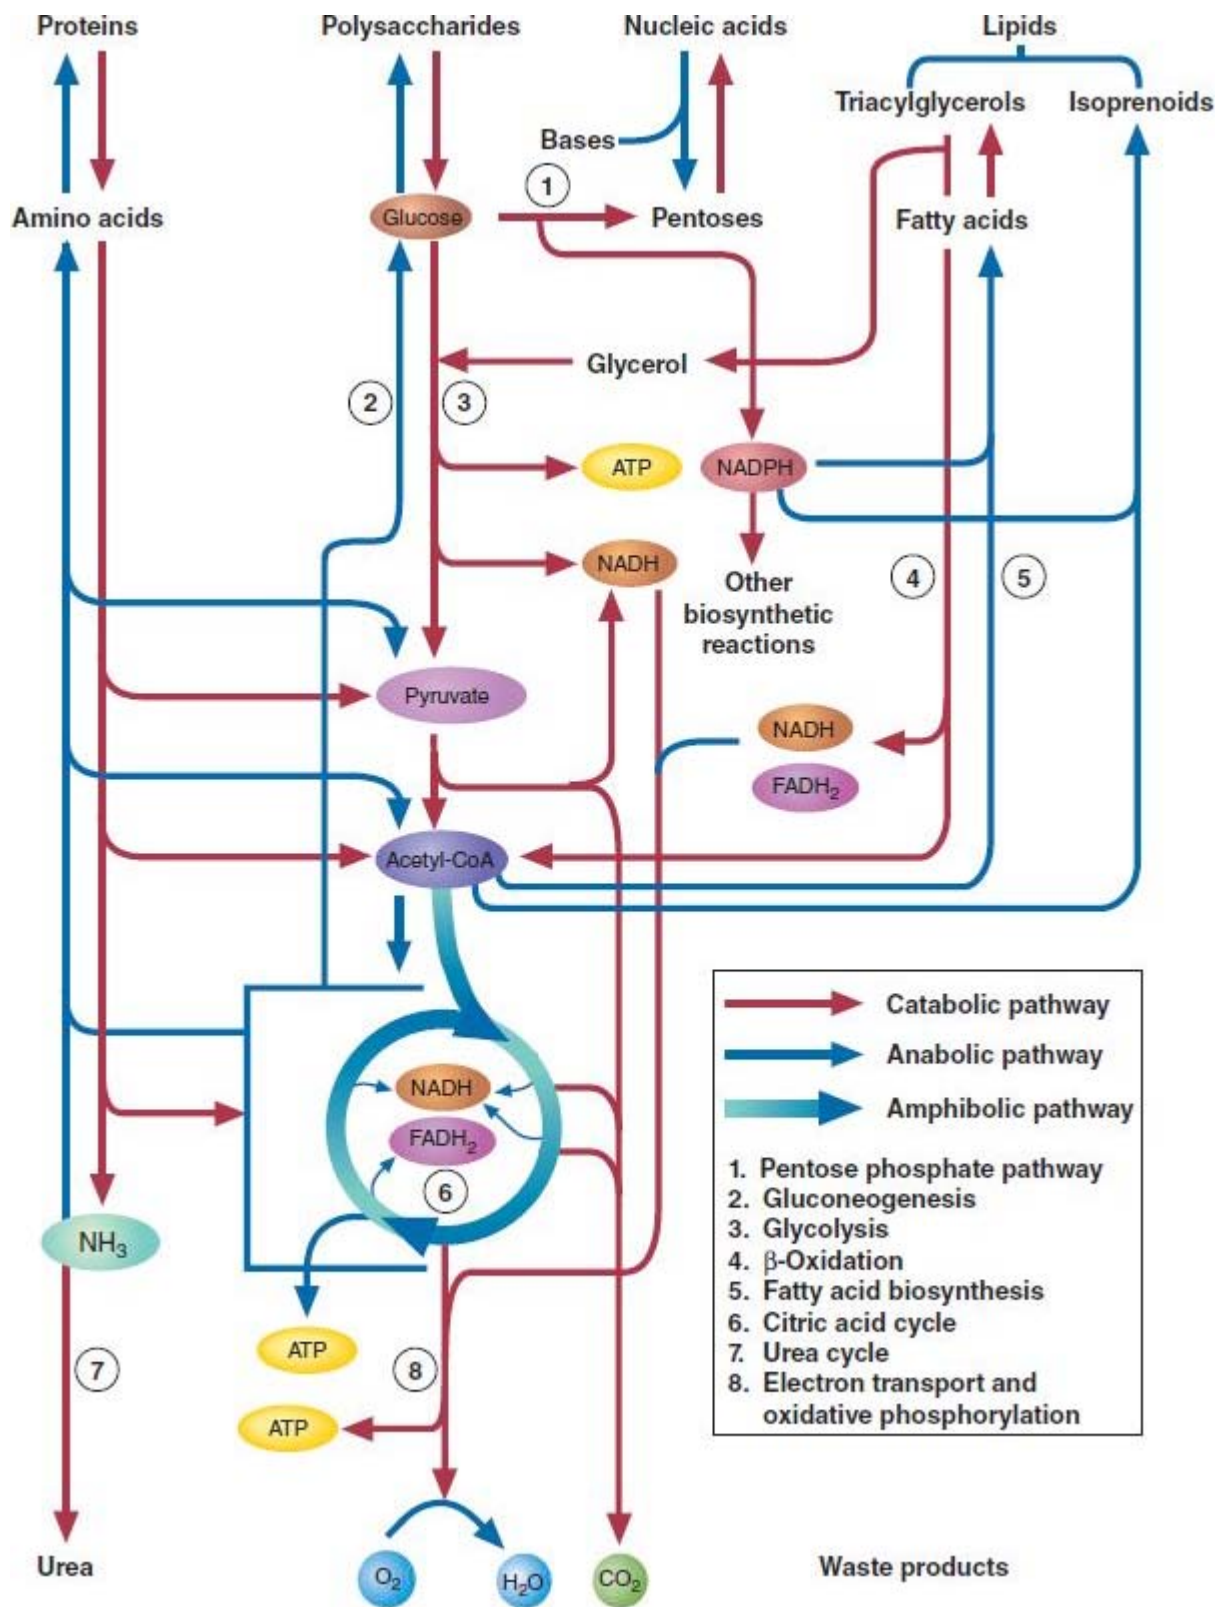 Proteins
Polysaccharides
Nucleic acids
Lipids
Triacylglycerols
Isoprenoids
Bases
1
Amino acids
Glucose
Pentoses
Fatty acids
Glycerol
2
3
ATP
NADPH
NADH
4
5
Other
biosynthetic
reactions
Pyruvate
NADH
FADH2
Acetyl-CoA
NADH
FADH2
6
NH3
ATP
7
8
ATP
Urea
O2
H2O
CO2
Waste products
Catabolic pathway
Anabolic pathway
Amphibolic pathway
1. Pentose phosphate pathway
2. Gluconeogenesis
3. Glycolysis
4. β-Oxidation
5. Fatty acid biosynthesis
6. Citric acid cycle
7. Urea cycle
8. Electron transport and
oxidative phosphorylation